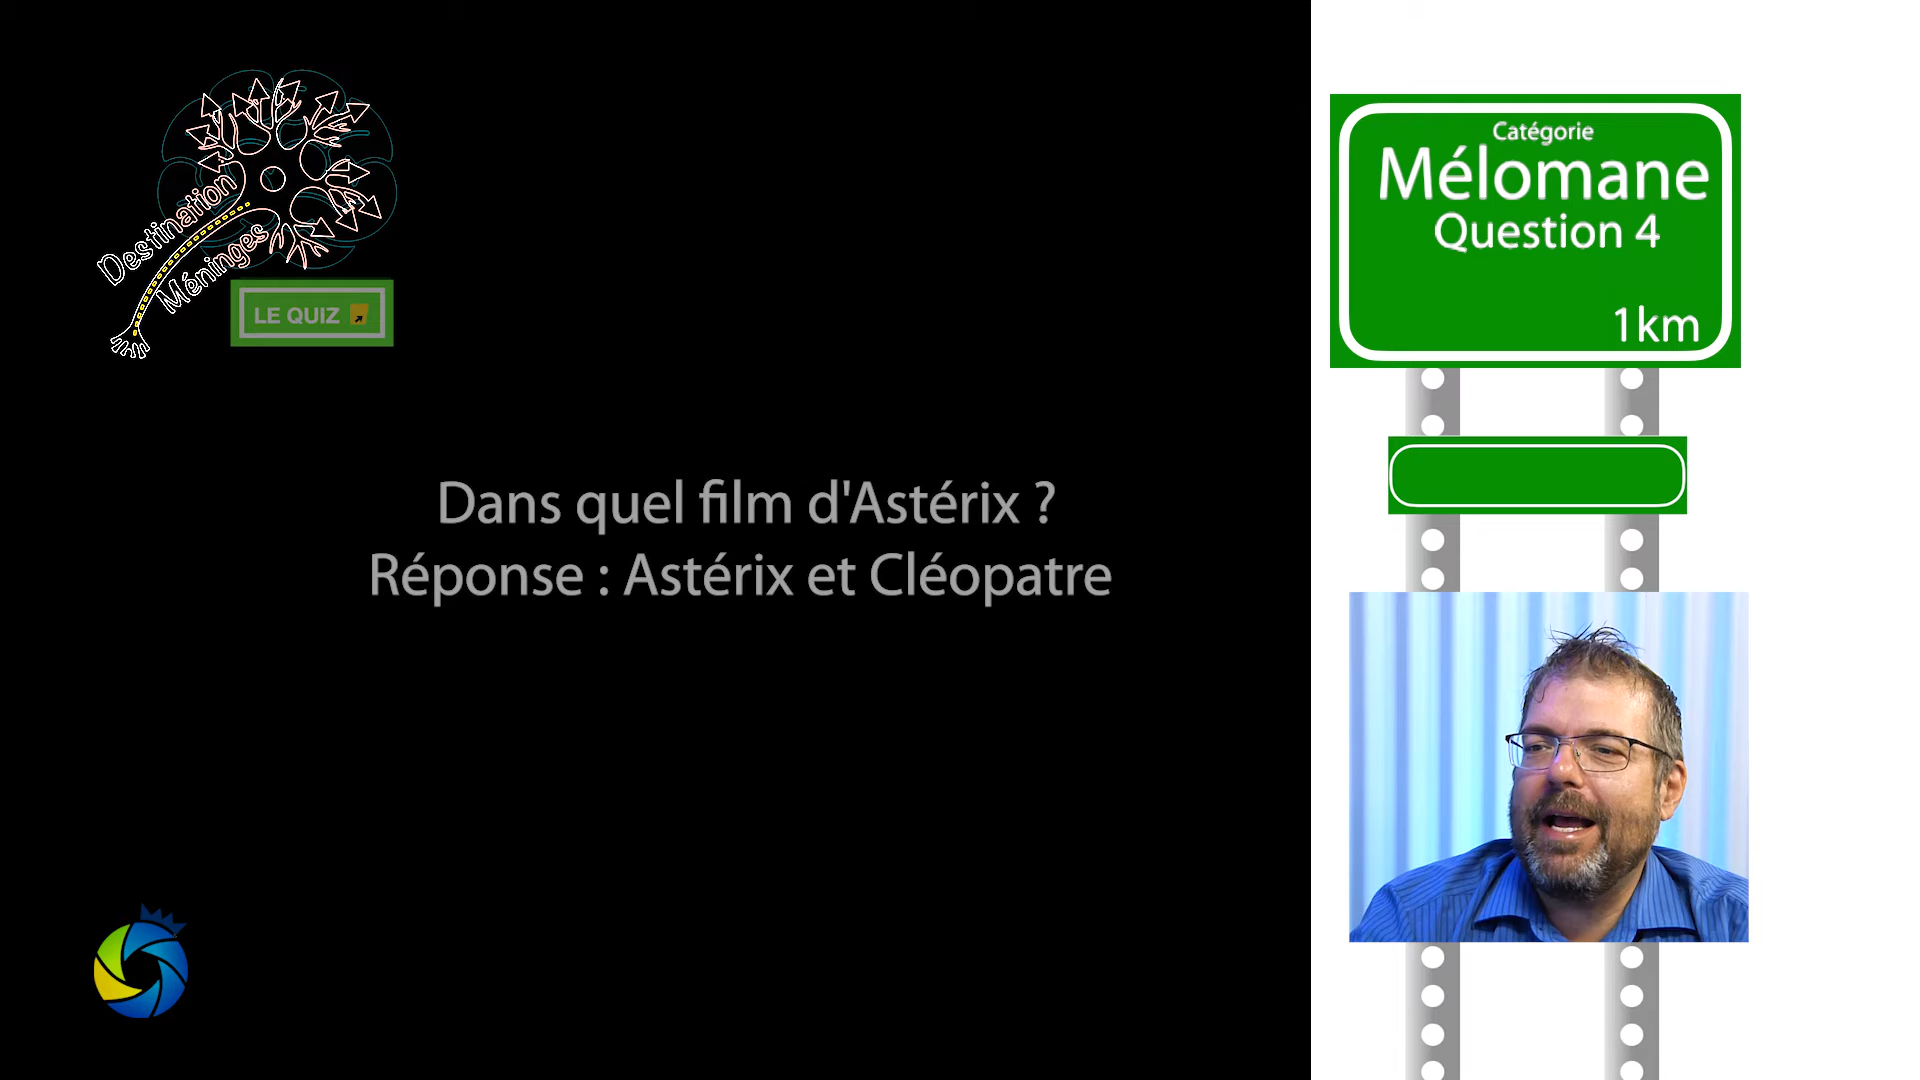 Destination
Méninges
LE QUIZ
Dans quel film d'Astérix ?
Réponse : Astérix et Cléopatre
Catégorie
Mélomane
Question 4
1km